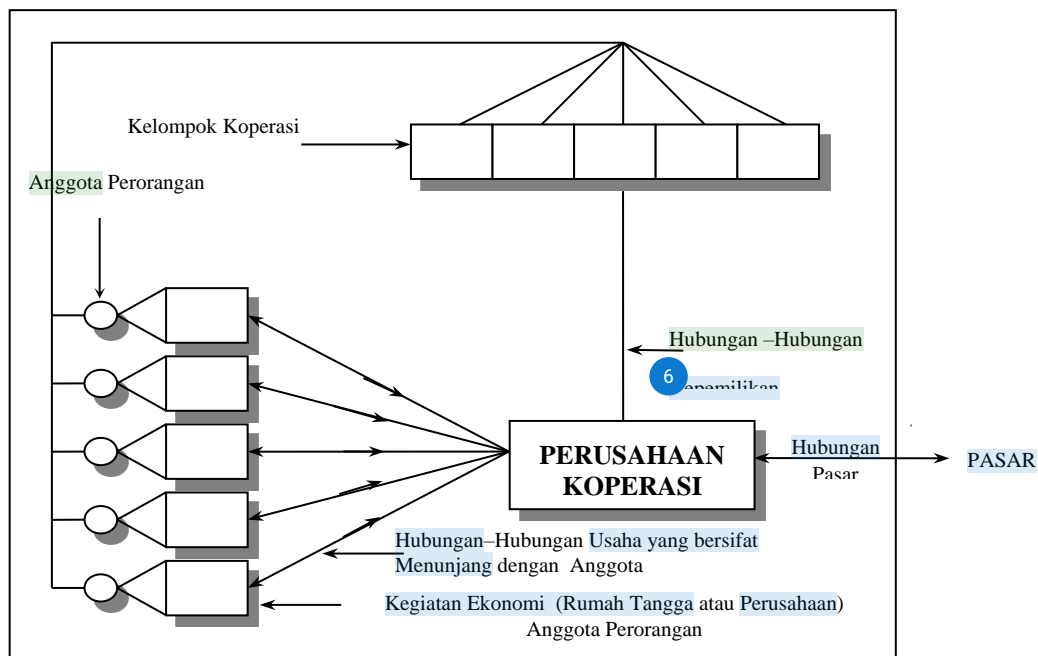 Kelompok Koperasi
Anggota Perorangan
Hubungan –Hubungan
6
PERUSAHAAN
KOPERASI
Hubungan
Pasar
PASAR
Hubungan–Hubungan Usaha yang bersifat
Menunjang dengan Anggota
Kegiatan Ekonomi (Rumah Tangga atau Perusahaan)
Anggota Perorangan